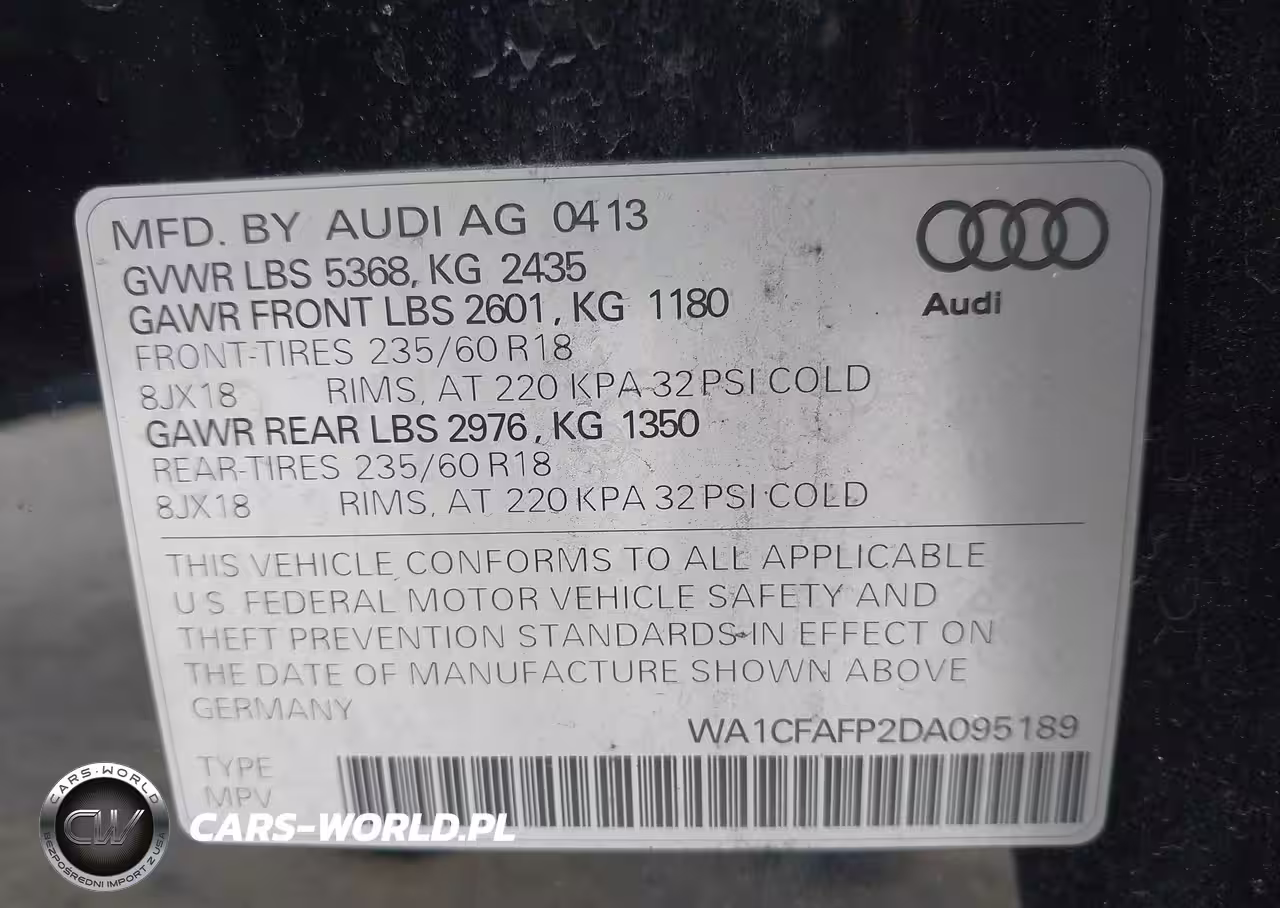 MFD. BY AUDI AG 0413
GVWR LBS 5368, KG 2435
GAWR FRONT LBS 2601, KG 1180
FRONT-TIRES 235/60 R18
8JX18 RIMS, AT 220 KPA 32 PSI COLD
GAWR REAR LBS 2976, KG 1350
REAR-TIRES 235/60 R18
8JX18 RIMS, AT 220 KPA 32 PSI COLD
Audi
THIS VEHICLE CONFORMS TO ALL APPLICABLE
U.S. FEDERAL MOTOR VEHICLE SAFETY AND
THEFT PREVENTION STANDARDS IN EFFECT ON
THE DATE OF MANUFACTURE SHOWN ABOVE
GERMANY
WA1CFAFP2DA095189
TYPE
MPV
CARS-WORLD
CW
BEZPOŚREDNI IMPORT Z USA
CARS-WORLD.PL